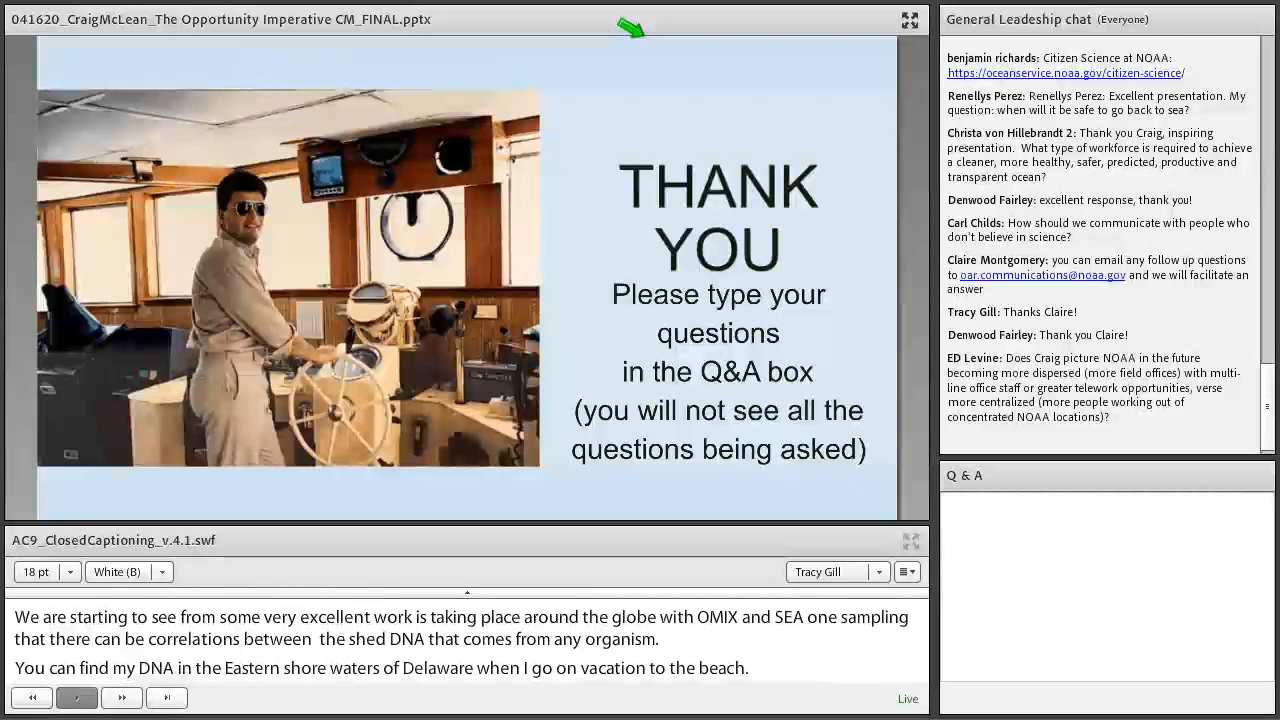 041620_CraigMcLean_The Opportunity Imperative CM_FINAL.pptx
THANK
YOU
Please type your
questions
in the Q&A box
(you will not see all the
questions being asked)
AC9_ClosedCaptioning_v.4.1.swf
18 pt
White (B)
Tracy Gill
We are starting to see from some very excellent work is taking place around the globe with OMIX and SEA one sampling
that there can be correlations between  the shed DNA that comes from any organism.
You can find my DNA in the Eastern shore waters of Delaware when I go on vacation to the beach.
Live
General Leadership chat (Everyone)
benjamin richards: Citizen Science at NOAA:
https://oceanservice.noaa.gov/citizen-science/
Renellys Perez: Renellys Perez: Excellent presentation. My
question: when will it be safe to go back to sea?
Christa von Hillebrandt 2: Thank you Craig, inspiring
presentation.  What type of workforce is required to achieve
a cleaner, more healthy, safer, predicted, productive and
transparent ocean?
Denwood Fairley: excellent response, thank you!
Carl Childs: How should we communicate with people who
don't believe in science?
Claire Montgomery: you can email any follow up questions
to oar.communications@noaa.gov and we will facilitate an
answer
Tracy Gill: Thanks Claire!
Denwood Fairley: Thank you Claire!
ED Levine: Does Craig picture NOAA in the future
becoming more dispersed (more field offices) with multi-
line office staff or greater telework opportunities, verse
more centralized (more people working out of
concentrated NOAA locations)?
Q & A